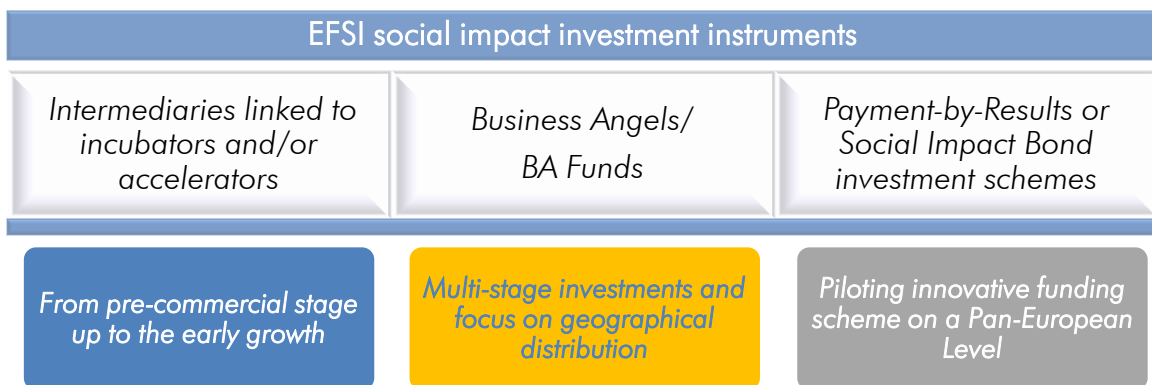 EFSI social impact investment instruments
Intermediaries linked to
incubators and/or
accelerators
Business Angels/
BA Funds
Payment-by-Results or
Social Impact Bond
investment schemes
From pre-commercial stage
up to the early growth
Multi-stage investments and
focus on geographical
distribution
Piloting innovative funding
scheme on a Pan-European
Level